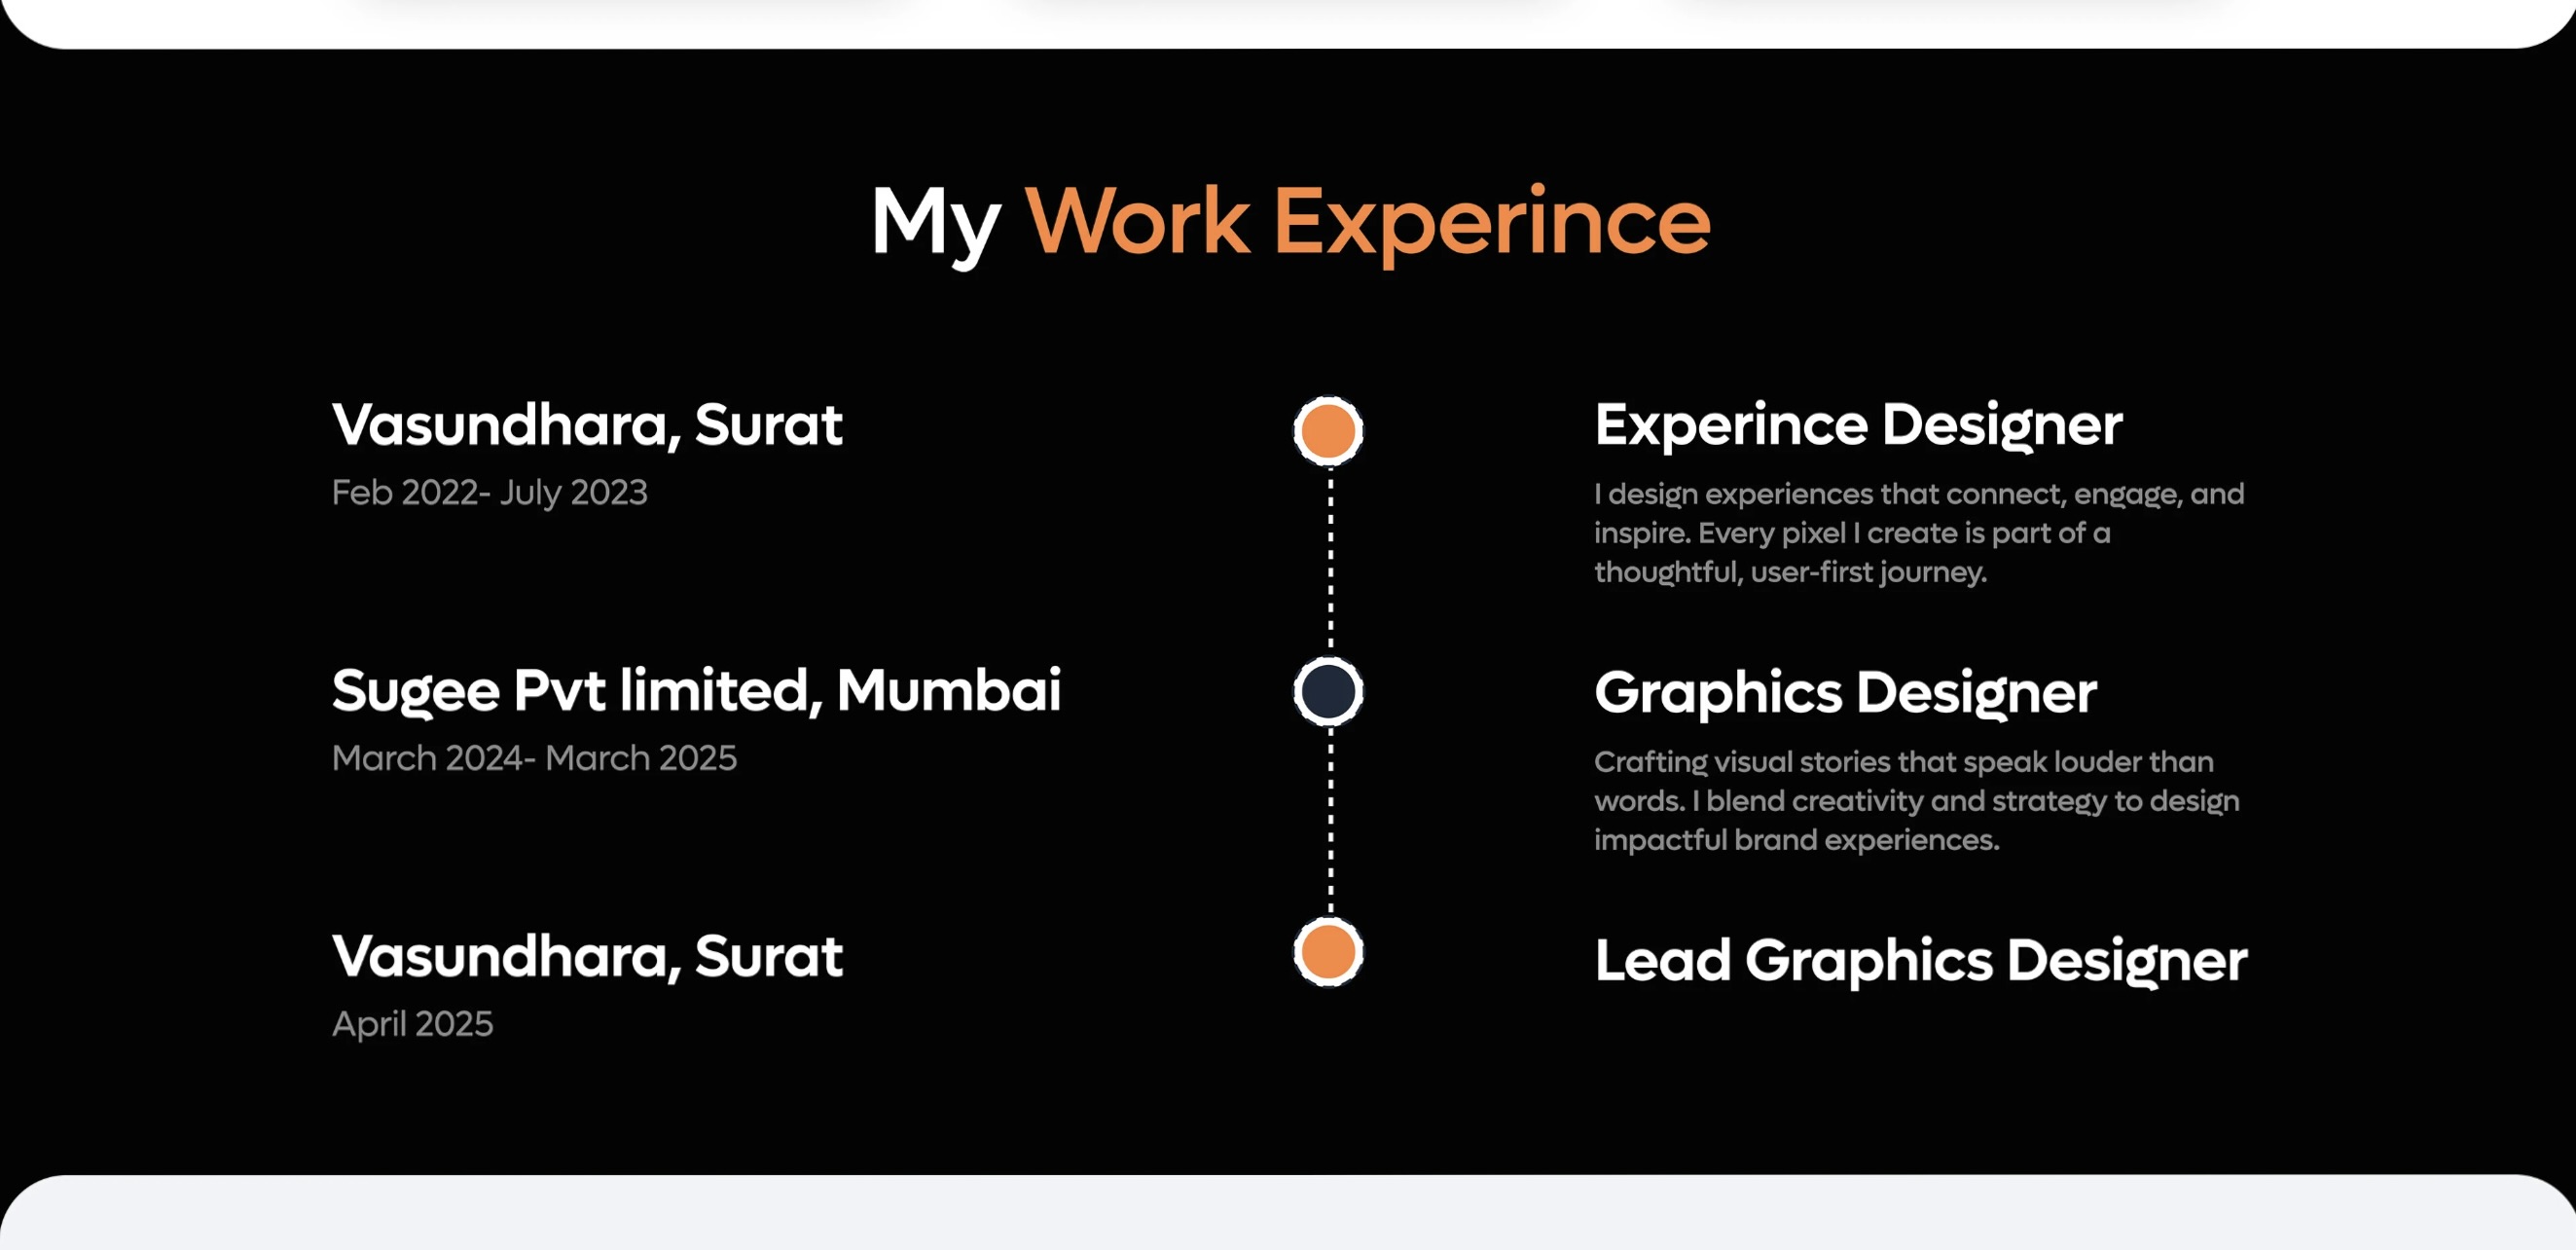 My Work Experince
Vasundhara, Surat
Feb 2022- July 2023
Experince Designer
I design experiences that connect, engage, and
inspire. Every pixel I create is part of a
thoughtful, user-first journey.
Sugee Pvt limited, Mumbai
March 2024- March 2025
Graphics Designer
Crafting visual stories that speak louder than
words. I blend creativity and strategy to design
impactful brand experiences.
Vasundhara, Surat
April 2025
Lead Graphics Designer